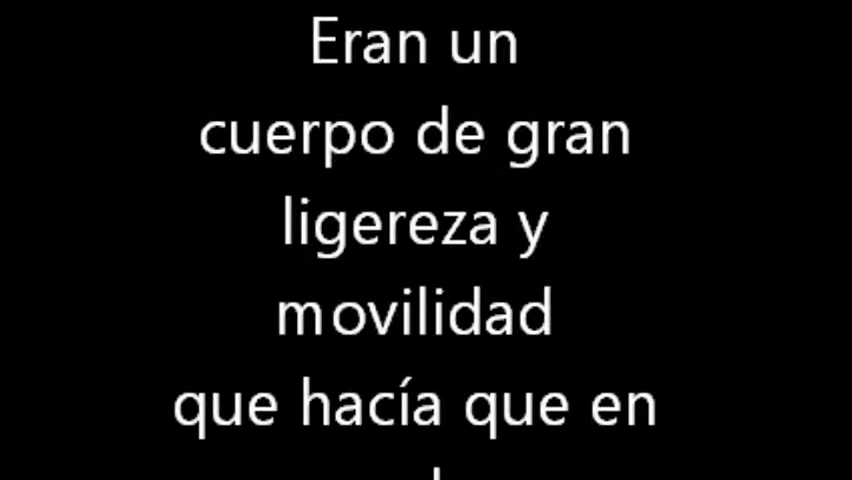 Eran un
cuerpo de gran
ligereza y
movilidad
que hacía que en